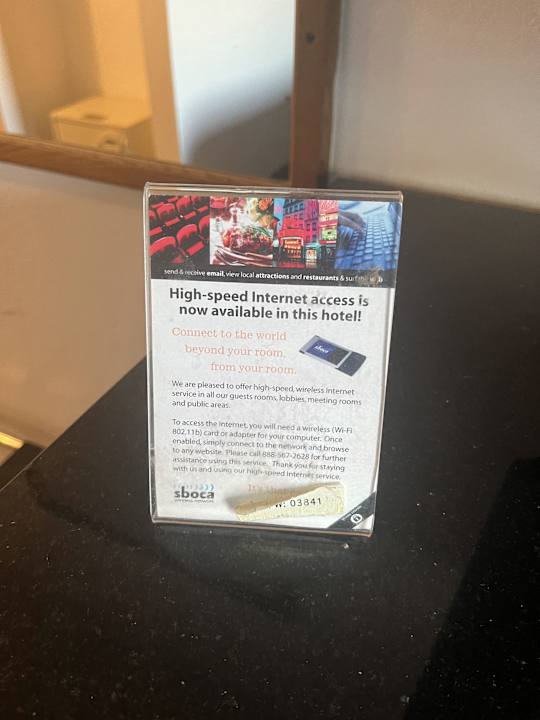 send & receive email, view local attractions and restaurants & surf the web
High-speed Internet access is
now available in this hotel!
Connect to the world
beyond your room,
from your room.
sboca
We are pleased to offer high-speed, wireless Internet
service in all our guests rooms, lobbies, meeting rooms
and public areas.
To access the Internet, you will need a wireless (Wi-Fi
802.11b) card or adapter for your computer. Once
enabled, simply connect to the network and browse
to any website. Please call 888-567-2628 for further
assistance using this service. Thank you for staying
with us and using our high-speed Internet service.
sboca
WIRELESS NETWORKS
It's
: 03841